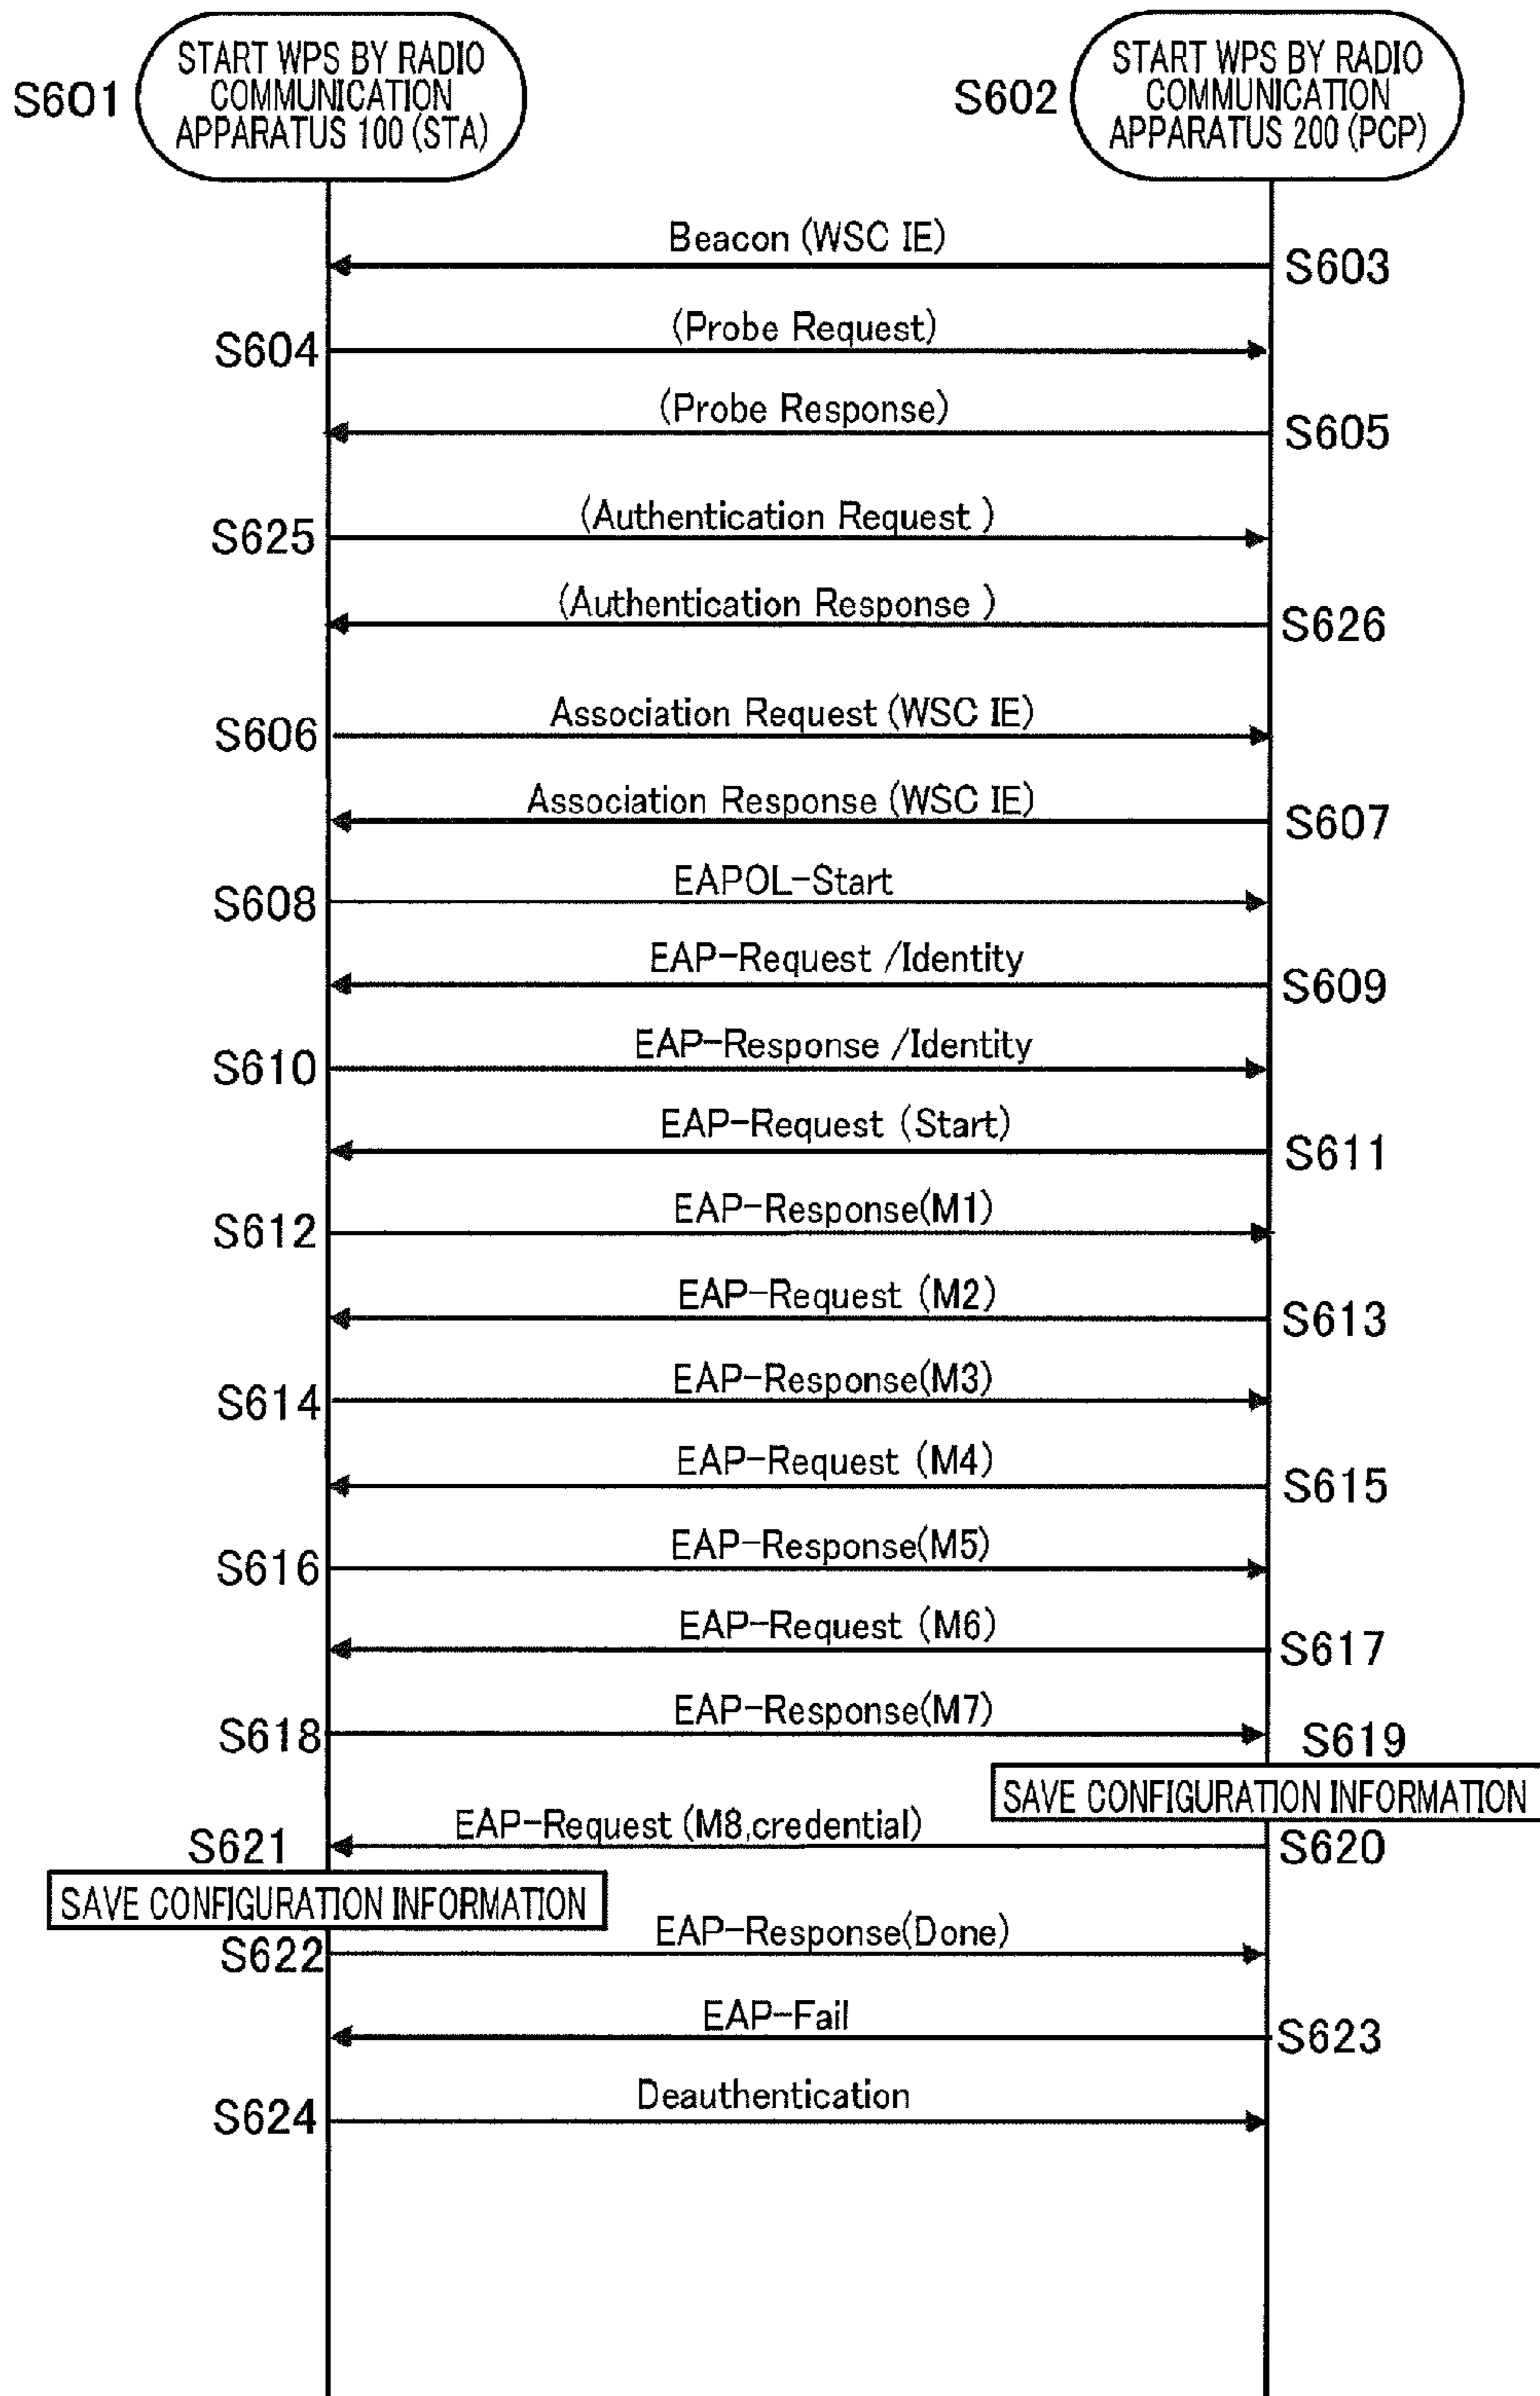 S601
START WPS BY RADIO
COMMUNICATION
APPARATUS 100 (STA)
S602
START WPS BY RADIO
COMMUNICATION
APPARATUS 200 (PCP)
Beacon (WSC IE)
S603
(Probe Request)
S604
(Probe Response)
S605
(Authentication Request )
S625
(Authentication Response )
S626
Association Request (WSC IE)
S606
Association Response (WSC IE)
S607
EAPOL-Start
S608
EAP-Request /Identity
S609
EAP-Response /Identity
S610
EAP-Request (Start)
S611
EAP-Response(M1)
S612
EAP-Request (M2)
S613
EAP-Response(M3)
S614
EAP-Request (M4)
S615
EAP-Response(M5)
S616
EAP-Request (M6)
S617
EAP-Response(M7)
S618
S619
SAVE CONFIGURATION INFORMATION
EAP-Request (M8,credential)
S620
S621
SAVE CONFIGURATION INFORMATION
EAP-Response(Done)
S622
EAP-Fail
S623
Deauthentication
S624